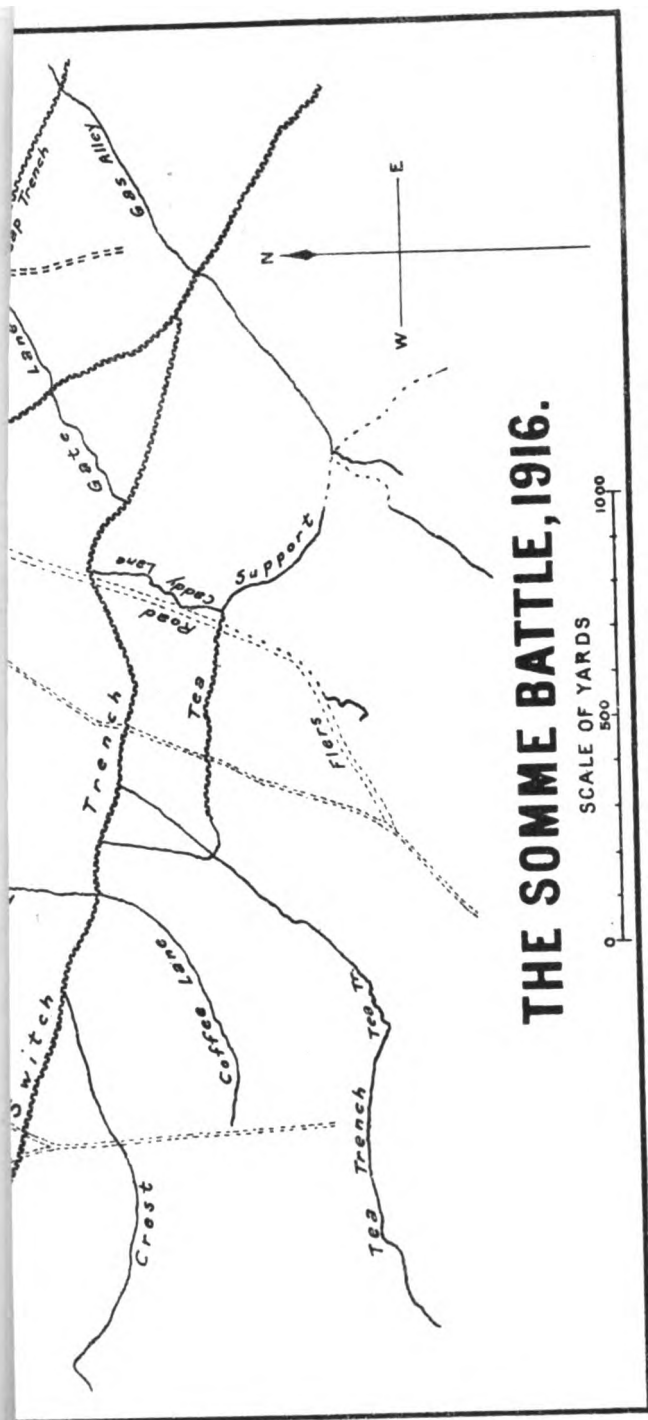 Gap Trench
Gas Alley
Gate Lane
N
W E
Switch Trench
Caddy Lane
Road
Tea Support
Flers
Coffee Lane
Crest
Tea Trench
Tea Tr.
THE SOMME BATTLE, 1916.
SCALE OF YARDS
0 500 1000